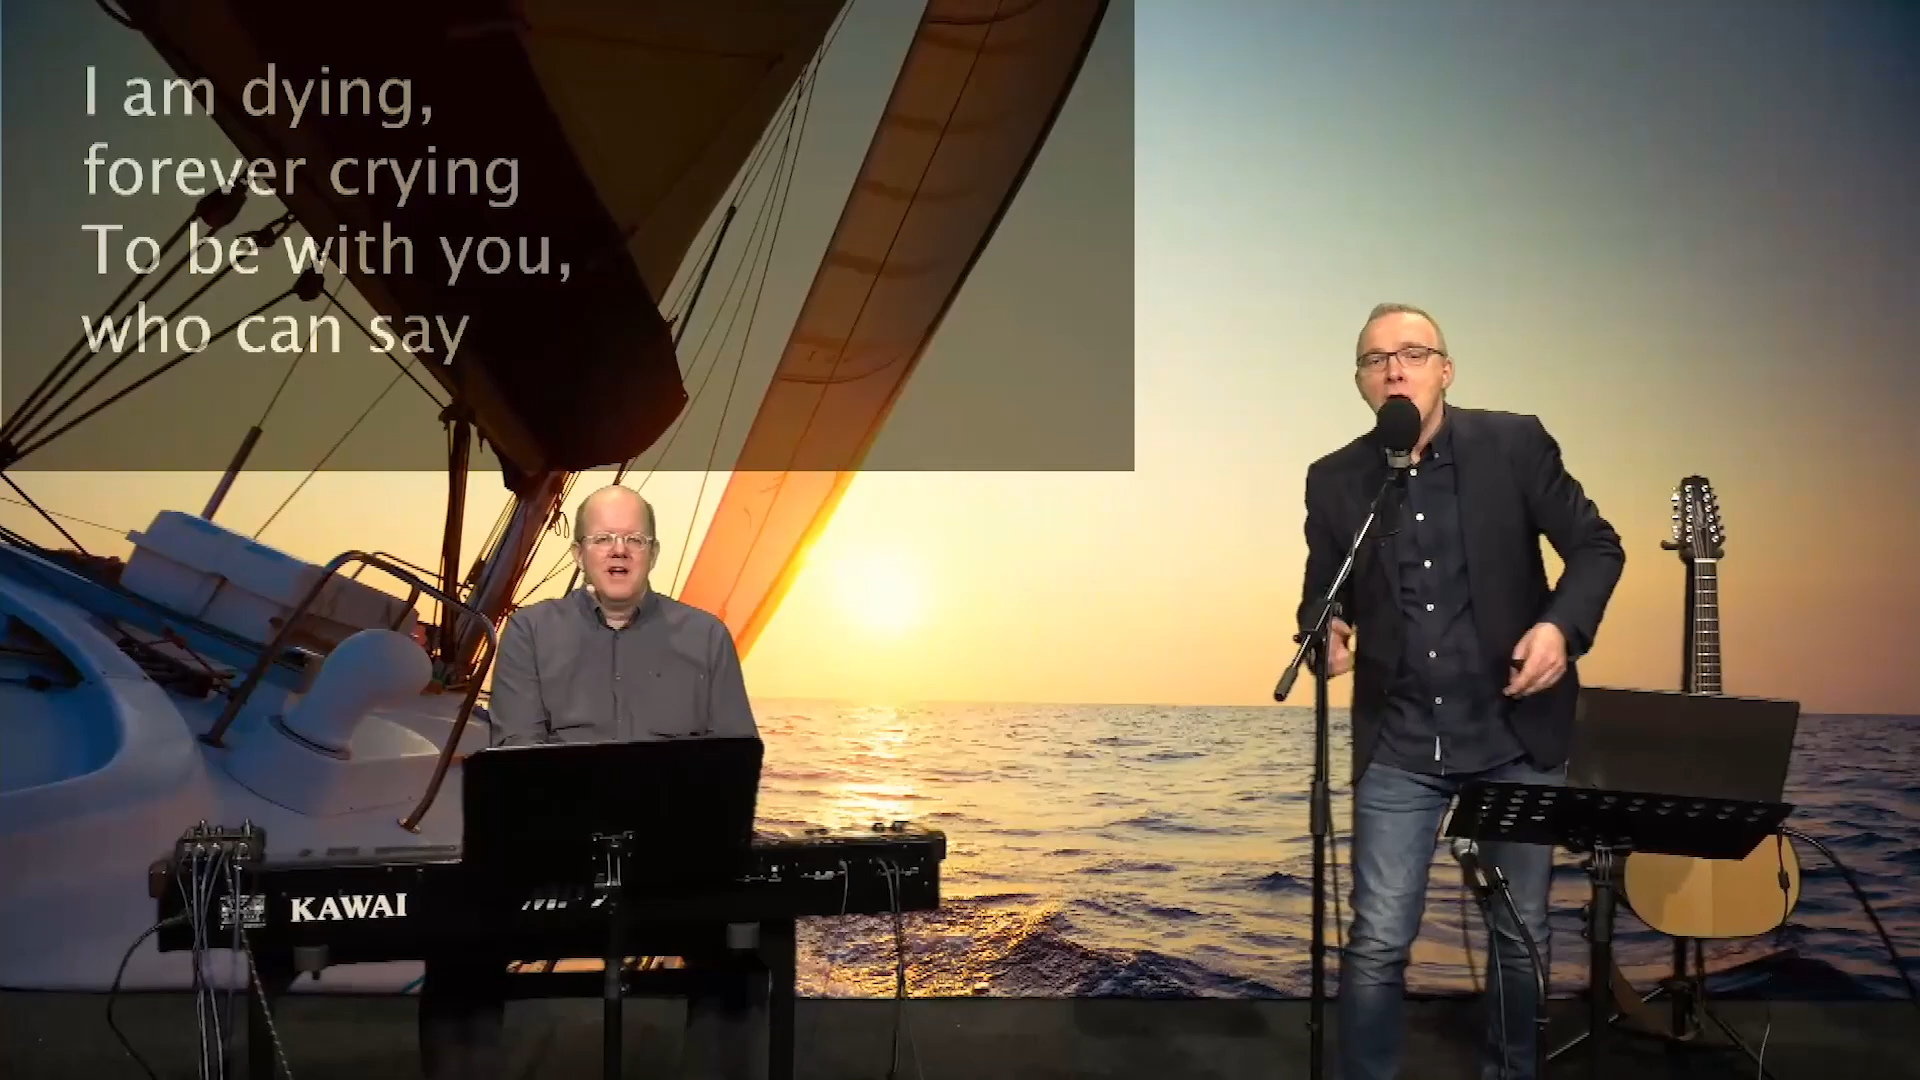 I am dying,
forever crying
To be with you,
who can say
KAWAI